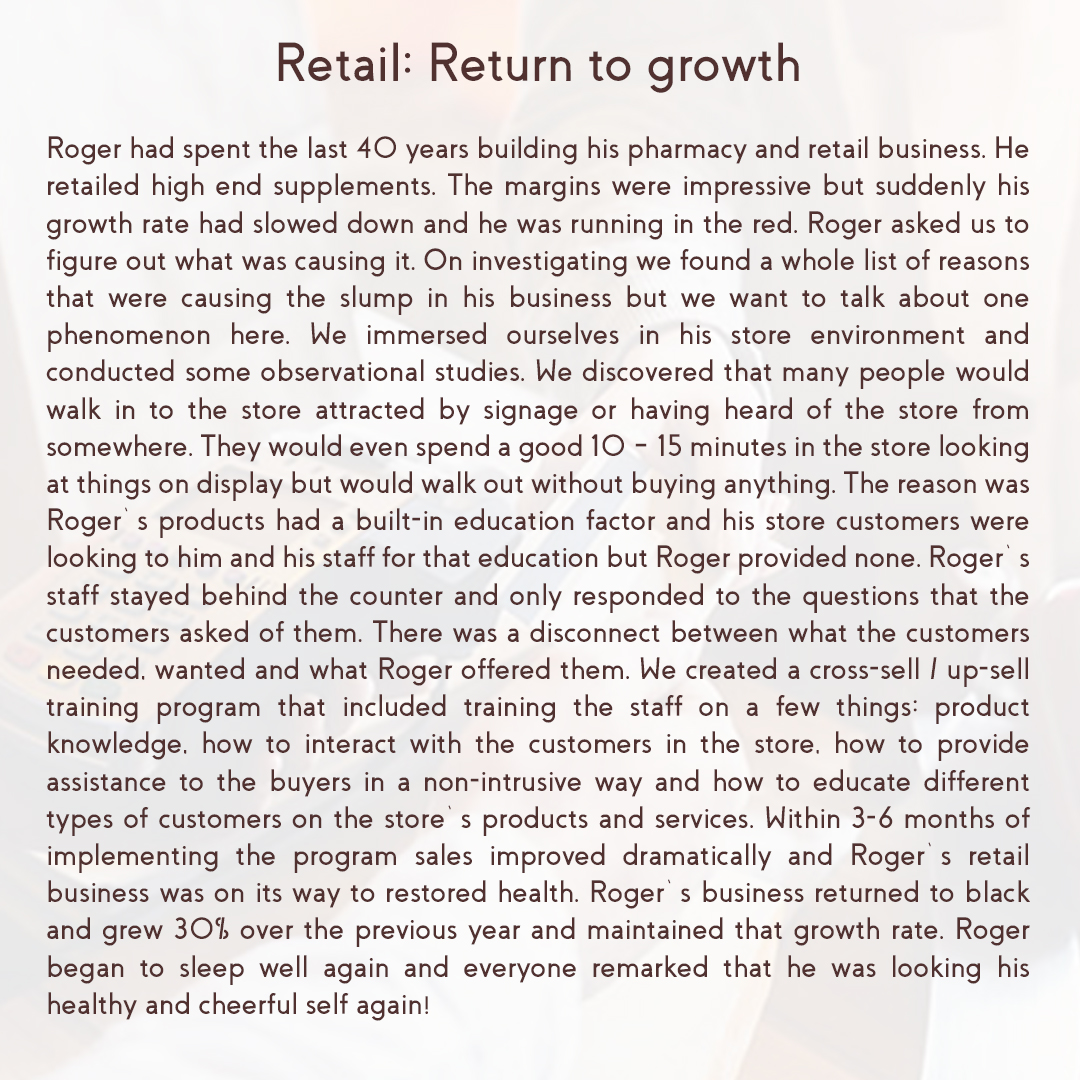 Retail: Return to growth
Roger had spent the last 40 years building his pharmacy and retail business. He
retailed high end supplements. The margins were impressive but suddenly his
growth rate had slowed down and he was running in the red. Roger asked us to
figure out what was causing it. On investigating we found a whole list of reasons
that were causing the slump in his business but we want to talk about one
phenomenon here. We immersed ourselves in his store environment and
conducted some observational studies. We discovered that many people would
walk in to the store attracted by signage or having heard of the store from
somewhere. They would even spend a good 10 – 15 minutes in the store looking
at things on display but would walk out without buying anything. The reason was
Roger`s products had a built-in education factor and his store customers were
looking to him and his staff for that education but Roger provided none. Roger`s
staff stayed behind the counter and only responded to the questions that the
customers asked of them. There was a disconnect between what the customers
needed, wanted and what Roger offered them. We created a cross-sell / up-sell
training program that included training the staff on a few things: product
knowledge, how to interact with the customers in the store, how to provide
assistance to the buyers in a non-intrusive way and how to educate different
types of customers on the store`s products and services. Within 3-6 months of
implementing the program sales improved dramatically and Roger`s retail
business was on its way to restored health. Roger`s business returned to black
and grew 30% over the previous year and maintained that growth rate. Roger
began to sleep well again and everyone remarked that he was looking his
healthy and cheerful self again!